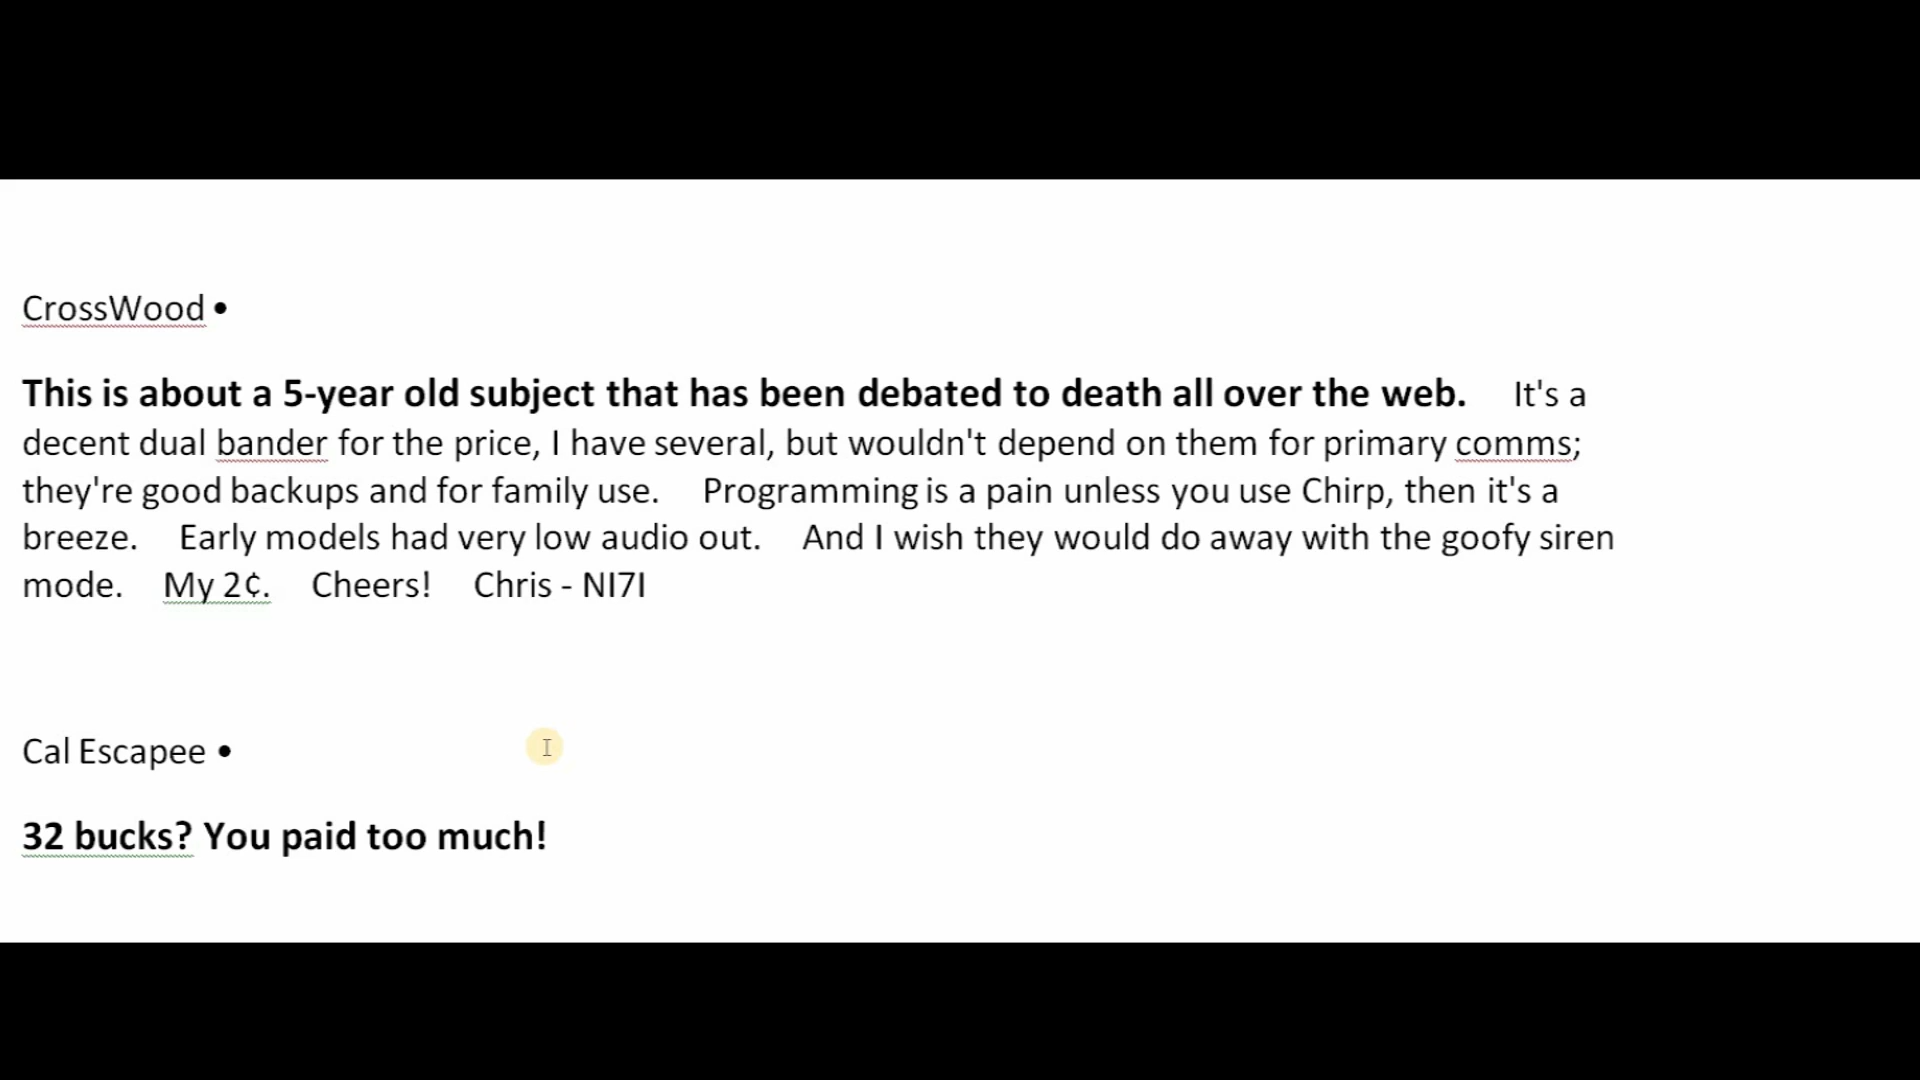 CrossWood •
This is about a 5-year old subject that has been debated to death all over the web. It's a
decent dual bander for the price, I have several, but wouldn't depend on them for primary comms;
they're good backups and for family use. Programming is a pain unless you use Chirp, then it's a
breeze. Early models had very low audio out. And I wish they would do away with the goofy siren
mode. My 2¢. Cheers! Chris - NI7I
Cal Escapee •
32 bucks? You paid too much!